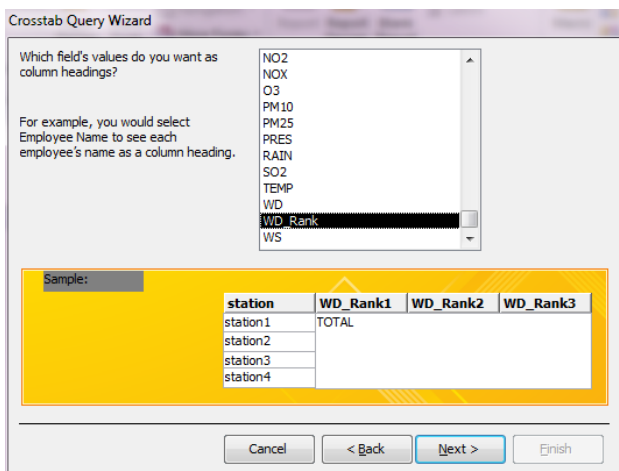 Crosstab Query Wizard
Which field's values do you want as
column headings?
For example, you would select
Employee Name to see each
employee's name as a column heading.
NO2
NOX
O3
PM10
PM25
PRES
RAIN
SO2
TEMP
WD
WD_Rank
WS
Sample:
station WD_Rank1 WD_Rank2 WD_Rank3
station1 TOTAL
station2
station3
station4
Cancel < Back Next > Finish